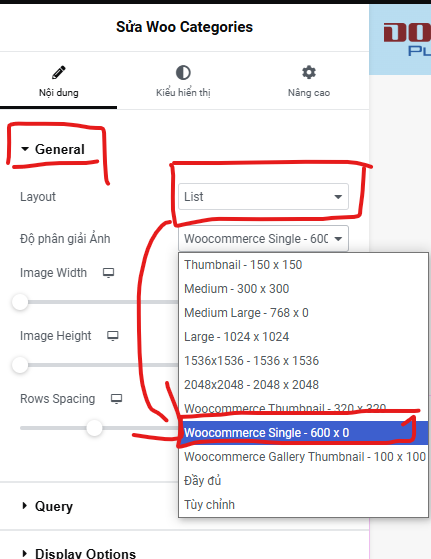 Sửa Woo Categories
Nội dung
Kiểu hiển thị
Nâng cao
General
Layout
List
Độ phân giải Ảnh
Woocommerce Single - 600
Thumbnail - 150 x 150
Medium - 300 x 300
Medium Large - 768 x 0
Large - 1024 x 1024
1536x1536 - 1536 x 1536
2048x2048 - 2048 x 2048
Woocommerce Thumbnail - 320 x 320
Woocommerce Single - 600 x 0
Woocommerce Gallery Thumbnail - 100 x 100
Đầy đủ
Tùy chỉnh
Image Width
Image Height
Rows Spacing
Query
Display Options